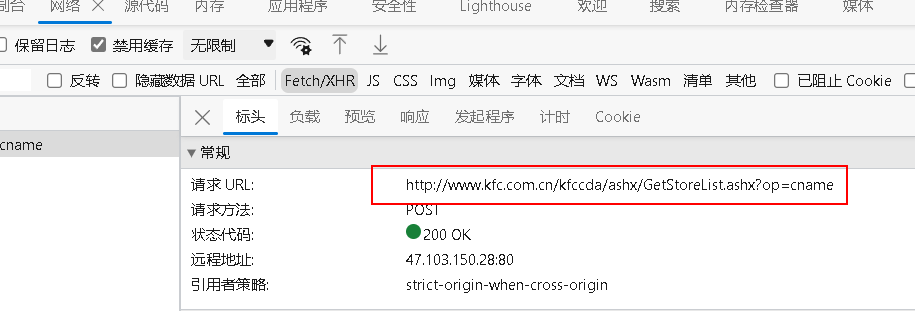 制台 网络 源代码 内存 应用程序 安全性 Lighthouse 欢迎 搜索 内存检查器 媒体
保留日志 禁用缓存 无限制
反转 隐藏数据 URL 全部 Fetch/XHR JS CSS Img 媒体 字体 文档 WS Wasm 清单 其他 已阻止 Cookie
标头 负载 预览 响应 发起程序 计时 Cookie
cname
常规
请求 URL: http://www.kfc.com.cn/kfccda/ashx/GetStoreList.ashx?op=cname
请求方法: POST
状态代码: 200 OK
远程地址: 47.103.150.28:80
引用者策略: strict-origin-when-cross-origin